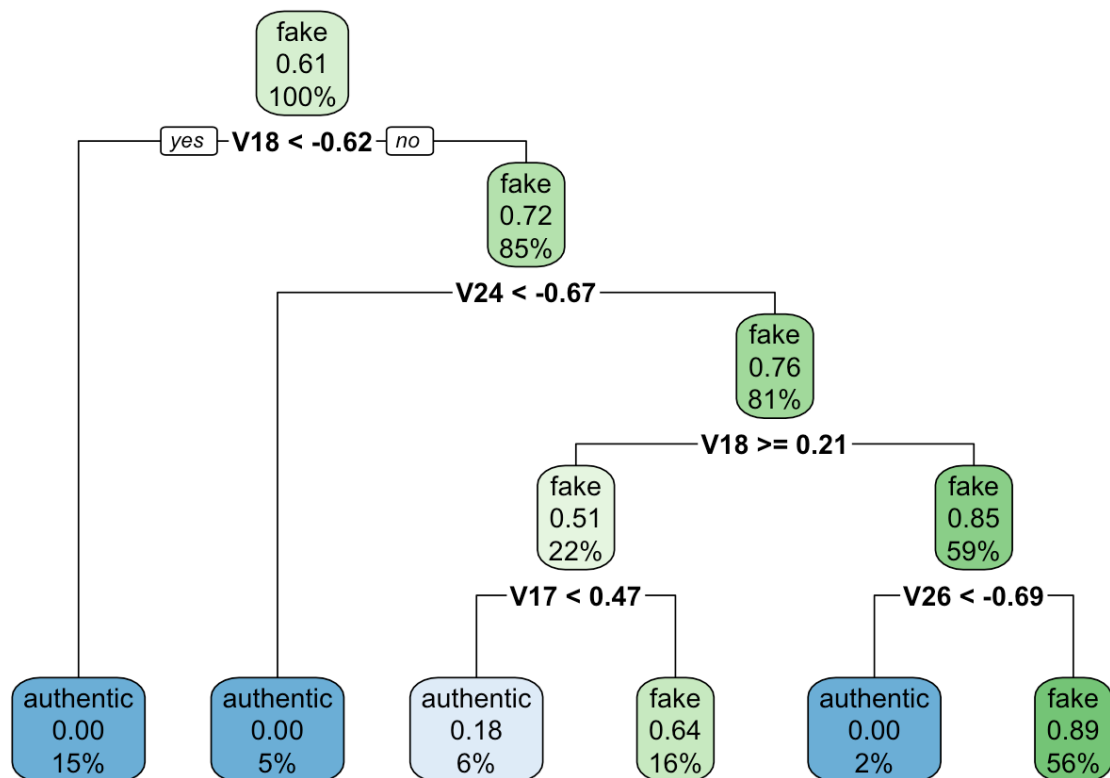 fake
0.61
100%
yes V18 < -0.62 no
fake
0.72
85%
V24 < -0.67
fake
0.76
81%
V18 >= 0.21
fake
0.51
22%
fake
0.85
59%
V17 < 0.47
V26 < -0.69
authentic
0.00
15%
authentic
0.00
5%
authentic
0.18
6%
fake
0.64
16%
authentic
0.00
2%
fake
0.89
56%